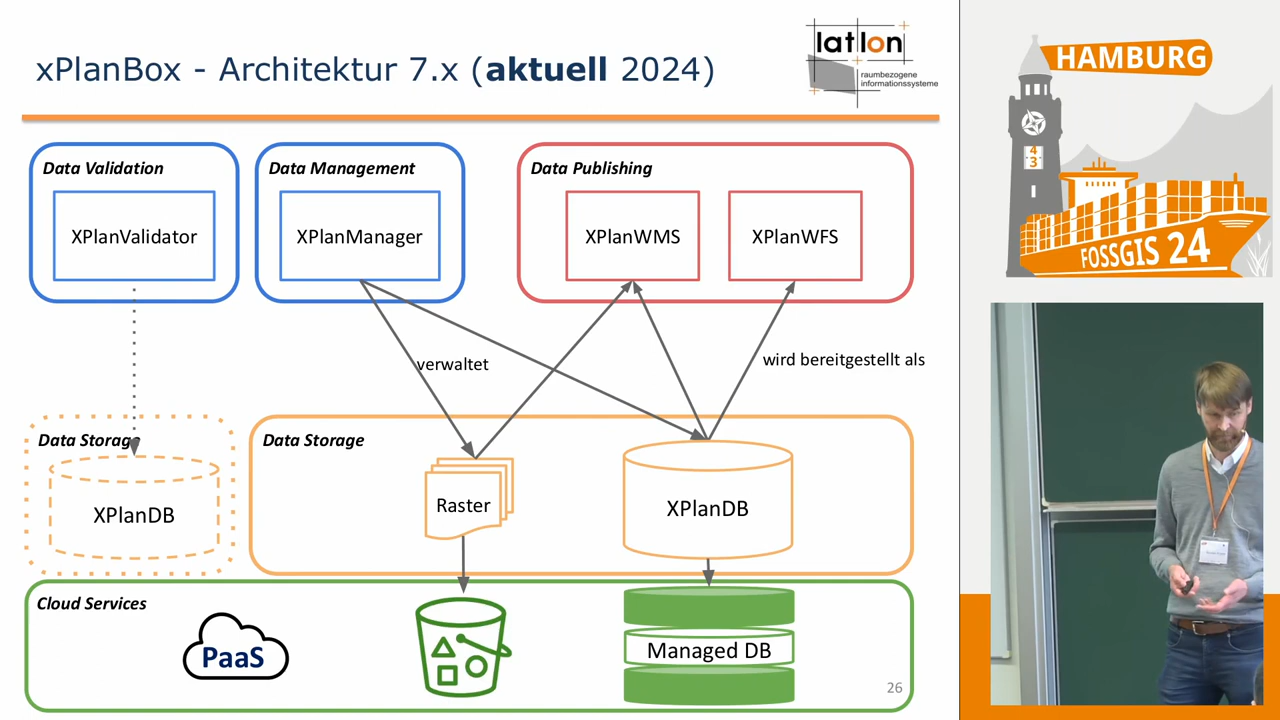 xPlanBox - Architektur 7.x (aktuell 2024)
lat/lon
raumbezogene
informationssysteme
HAMBURG
4
3
FOSSGIS 24
Data Validation
XPlanValidator
Data Management
XPlanManager
Data Publishing
XPlanWMS
XPlanWFS
verwaltet
wird bereitgestellt als
Data Storage
XPlanDB
Data Storage
Raster
XPlanDB
Cloud Services
PaaS
Managed DB
26